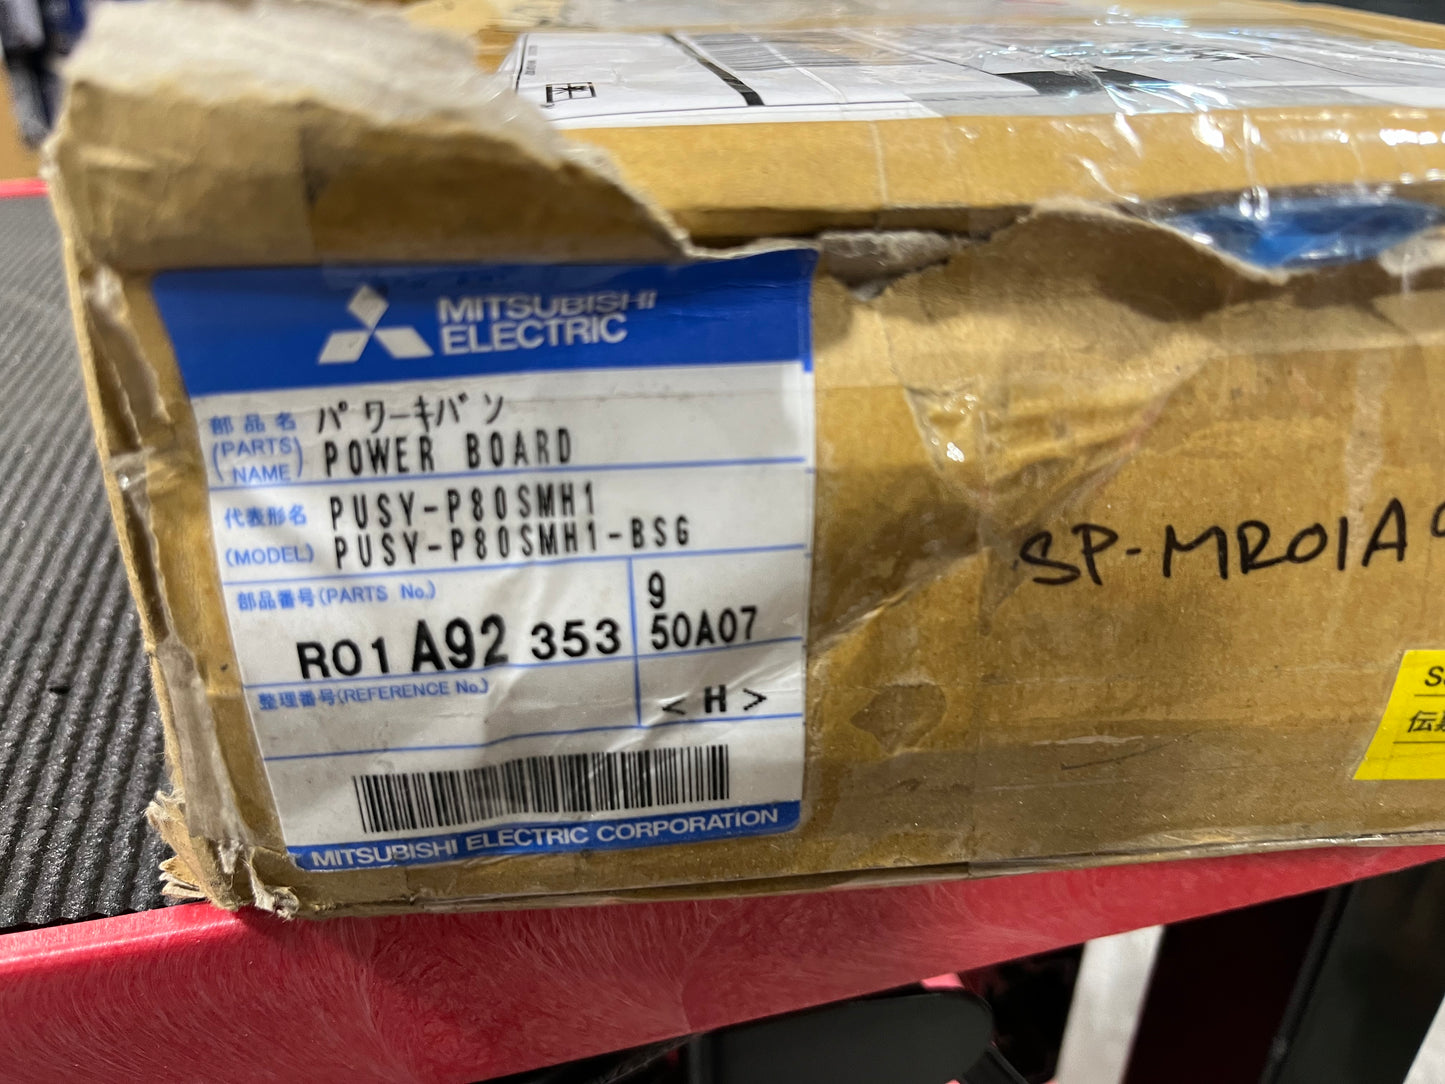 MITSUBISHI
ELECTRIC
部品名 パワーキバン
(PARTS NAME) POWER BOARD
代表形名 PUSY-P80SMH1
(MODEL) PUSY-P80SMH1-BSG
部品番号(PARTS No.) 9
R01 A92 353 50A07
整理番号(REFERENCE No.)
< H >
MITSUBISHI ELECTRIC CORPORATION
SP-MR01A